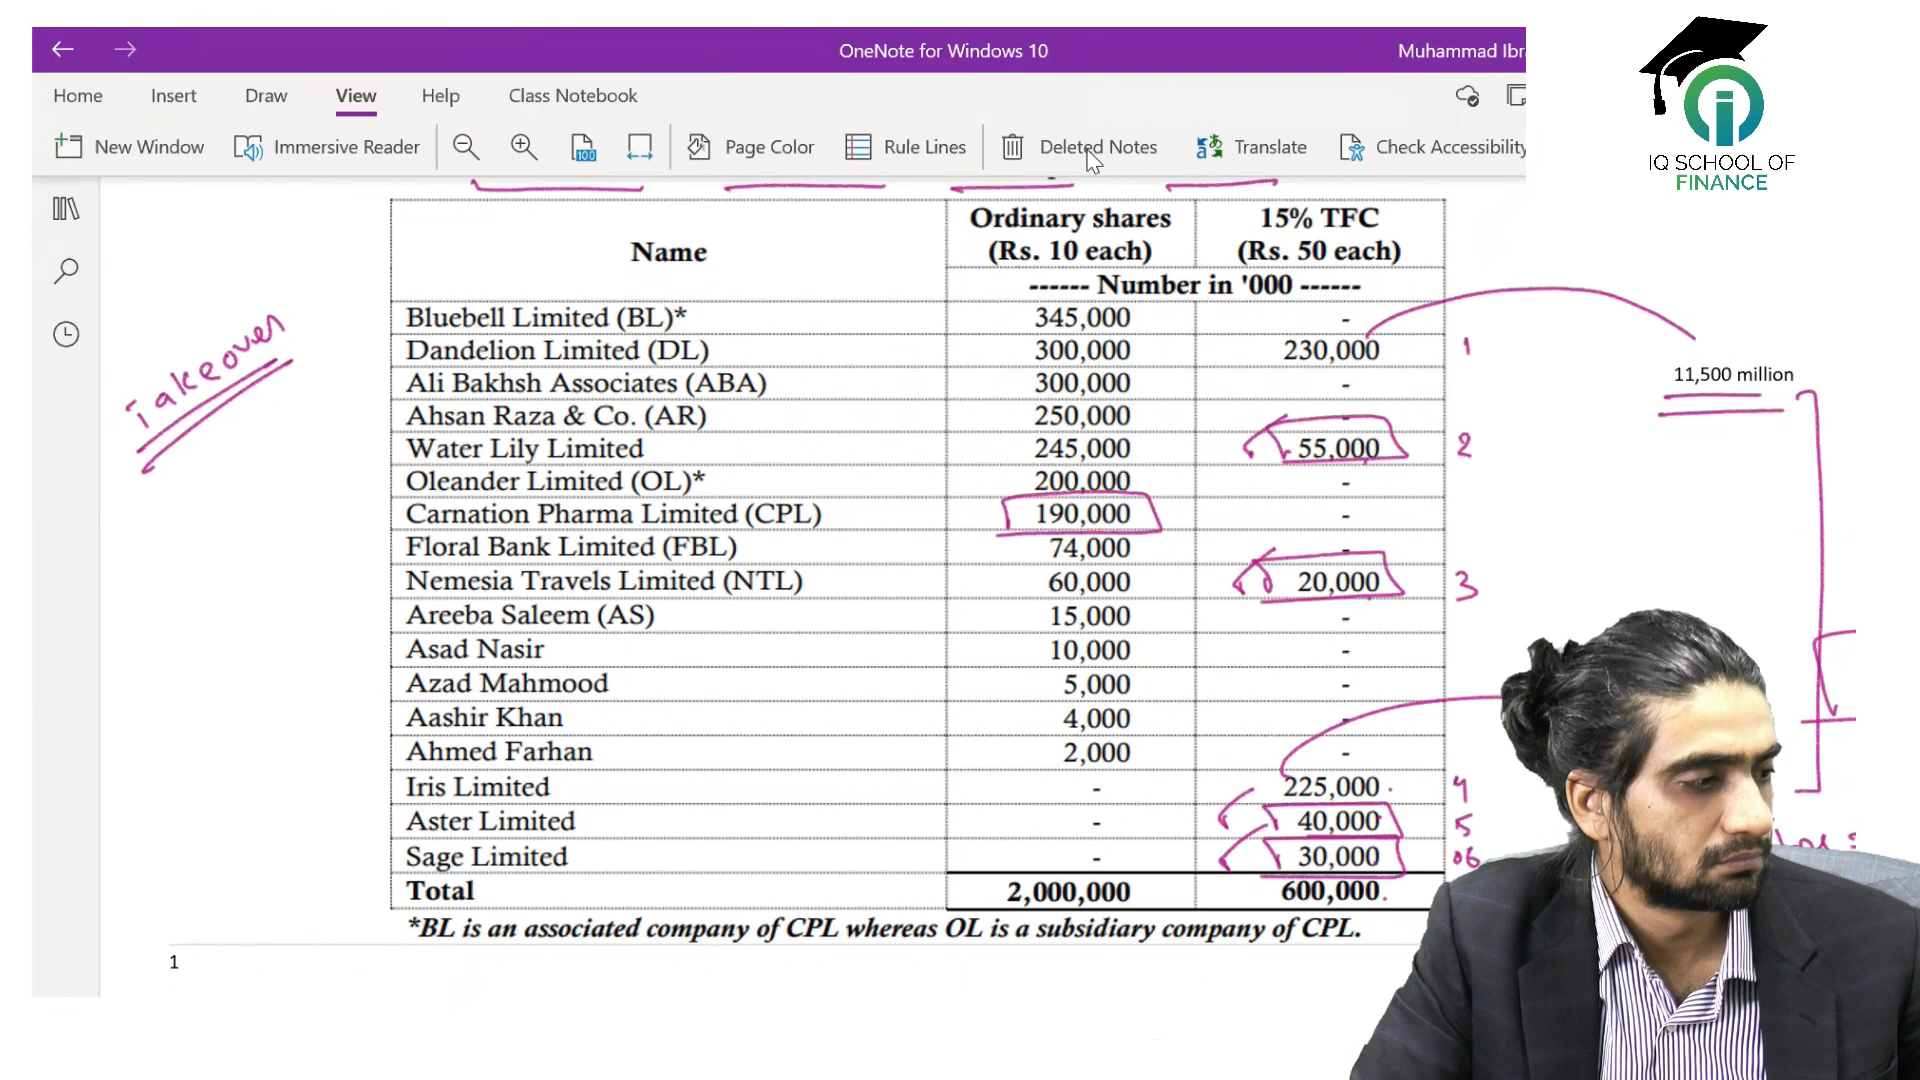 OneNote for Windows 10
Muhammad Ibr
Home Insert Draw View Help Class Notebook
New Window Immersive Reader 100 Page Color Rule Lines Deleted Notes Translate Check Accessibility
IQ SCHOOL OF
FINANCE
Takeover
Name Ordinary shares (Rs. 10 each) 15% TFC (Rs. 50 each)
------ Number in '000 ------
Bluebell Limited (BL)* 345,000 -
Dandelion Limited (DL) 300,000 230,000 1
11,500 million
Ali Bakhsh Associates (ABA) 300,000 -
Ahsan Raza & Co. (AR) 250,000 -
Water Lily Limited 245,000 55,000 2
Oleander Limited (OL)* 200,000 -
Carnation Pharma Limited (CPL) 190,000 -
Floral Bank Limited (FBL) 74,000 -
Nemesia Travels Limited (NTL) 60,000 20,000 3
Areeba Saleem (AS) 15,000 -
Asad Nasir 10,000 -
Azad Mahmood 5,000 -
Aashir Khan 4,000 -
Ahmed Farhan 2,000 -
Iris Limited - 225,000 4
Aster Limited - 40,000 5
Sage Limited - 30,000 06
Total 2,000,000 600,000
*BL is an associated company of CPL whereas OL is a subsidiary company of CPL.
1